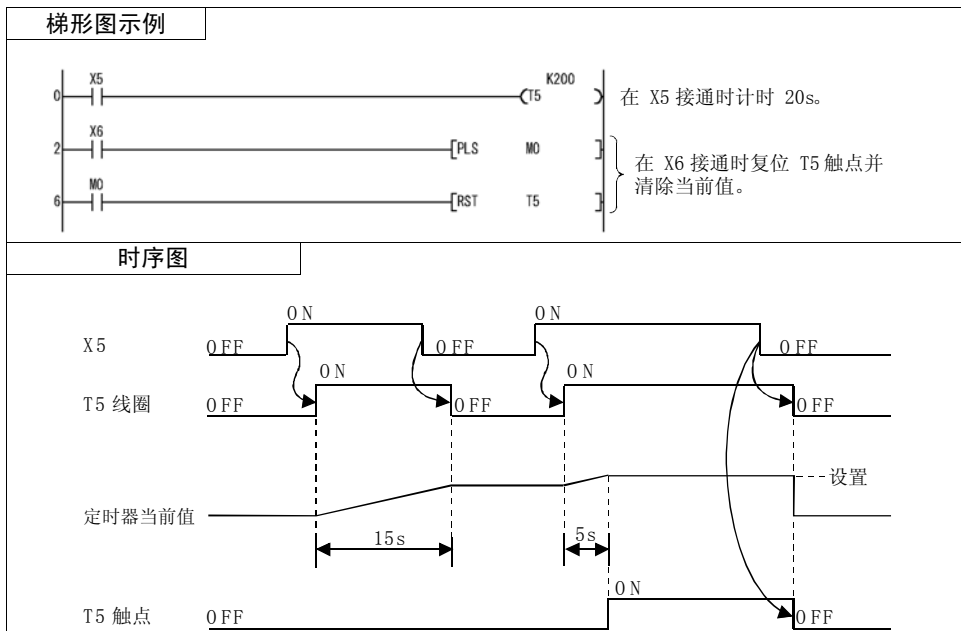 梯形图示例
X5
K200
0
T5
在 X5 接通时计时 20s。
X6
2
PLS M0
M0
6
RST T5
在 X6 接通时复位 T5 触点并
清除当前值。
时序图
X5 OFF ON OFF ON OFF
T5 线圈 OFF ON OFF ON OFF
定时器当前值
设置
15s
5s
T5 触点 OFF ON OFF